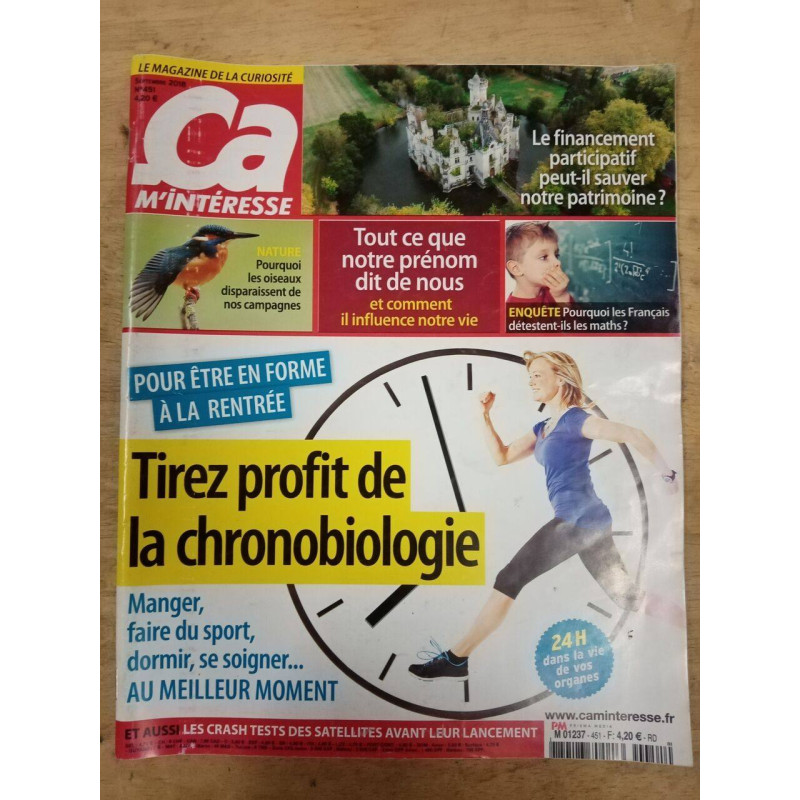 LE MAGAZINE DE LA CURIOSITÉ
SEPTEMBRE 2018
N°451
4,20 €
Ça
M'INTÉRESSE
Le financement
participatif
peut-il sauver
notre patrimoine ?
NATURE
Pourquoi
les oiseaux
disparaissent de
nos campagnes
Tout ce que
notre prénom
dit de nous
et comment
il influence notre vie
ENQUÊTE Pourquoi les Français
détestent-ils les maths ?
POUR ÊTRE EN FORME
À LA RENTRÉE
Tirez profit de
la chronobiologie
Manger,
faire du sport,
dormir, se soigner...
AU MEILLEUR MOMENT
24H
dans la vie
de vos
organes
www.caminteresse.fr
PM PRISMA MEDIA
ET AUSSI LES CRASH TESTS DES SATELLITES AVANT LEUR LANCEMENT
M 01237 - 451 - F: 4,20 € - RD